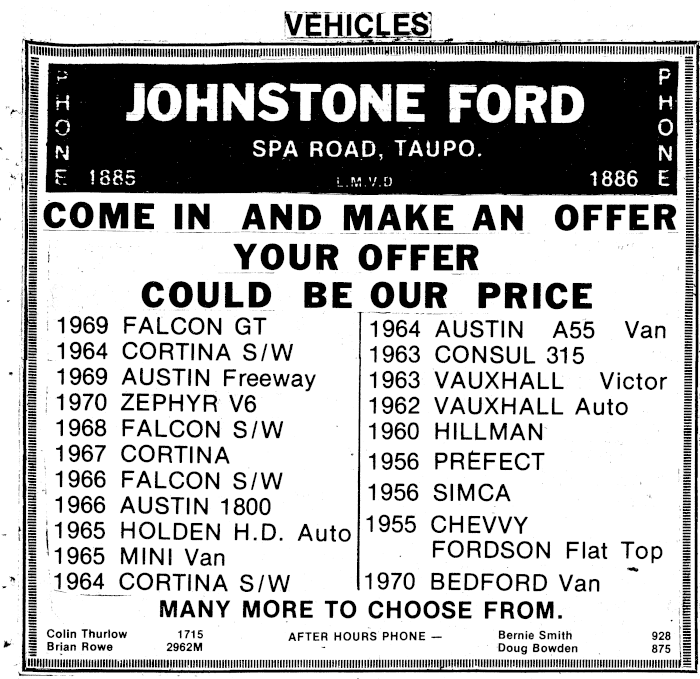 VEHICLES
PHONE
JOHNSTONE FORD
PHONE
SPA ROAD, TAUPO.
1885
L.M.V.D
1886
COME IN AND MAKE AN OFFER
YOUR OFFER
COULD BE OUR PRICE
1969 FALCON GT
1964 CORTINA S/W
1969 AUSTIN Freeway
1970 ZEPHYR V6
1968 FALCON S/W
1967 CORTINA
1966 FALCON S/W
1966 AUSTIN 1800
1965 HOLDEN H.D. Auto
1965 MINI Van
1964 CORTINA S/W
1964 AUSTIN A55 Van
1963 CONSUL 315
1963 VAUXHALL Victor
1962 VAUXHALL Auto
1960 HILLMAN
1956 PREFECT
1956 SIMCA
1955 CHEVVY
FORDSON Flat Top
1970 BEDFORD Van
MANY MORE TO CHOOSE FROM.
Colin Thurlow 1715
Brian Rowe 2962M
AFTER HOURS PHONE —
Bernie Smith 928
Doug Bowden 875